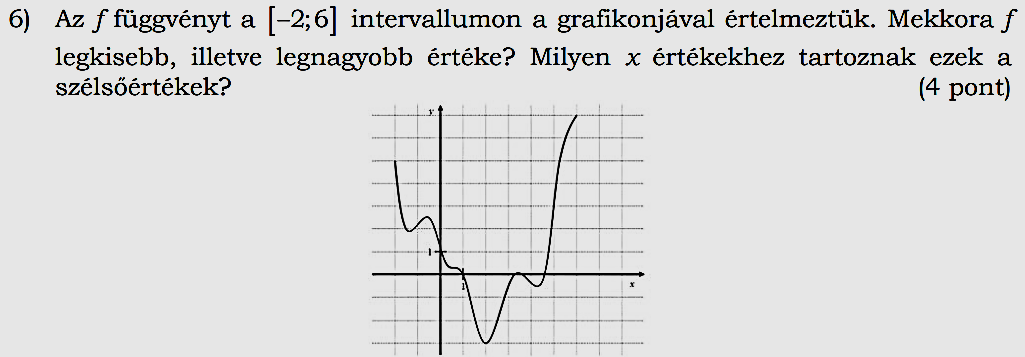 6) Az f függvényt a [–2; 6] intervallumon a grafikonjával értelmeztük. Mekkora f
legkisebb, illetve legnagyobb értéke? Milyen x értékekhez tartoznak ezek a
szélsőértékek? (4 pont)
y
1
1
x